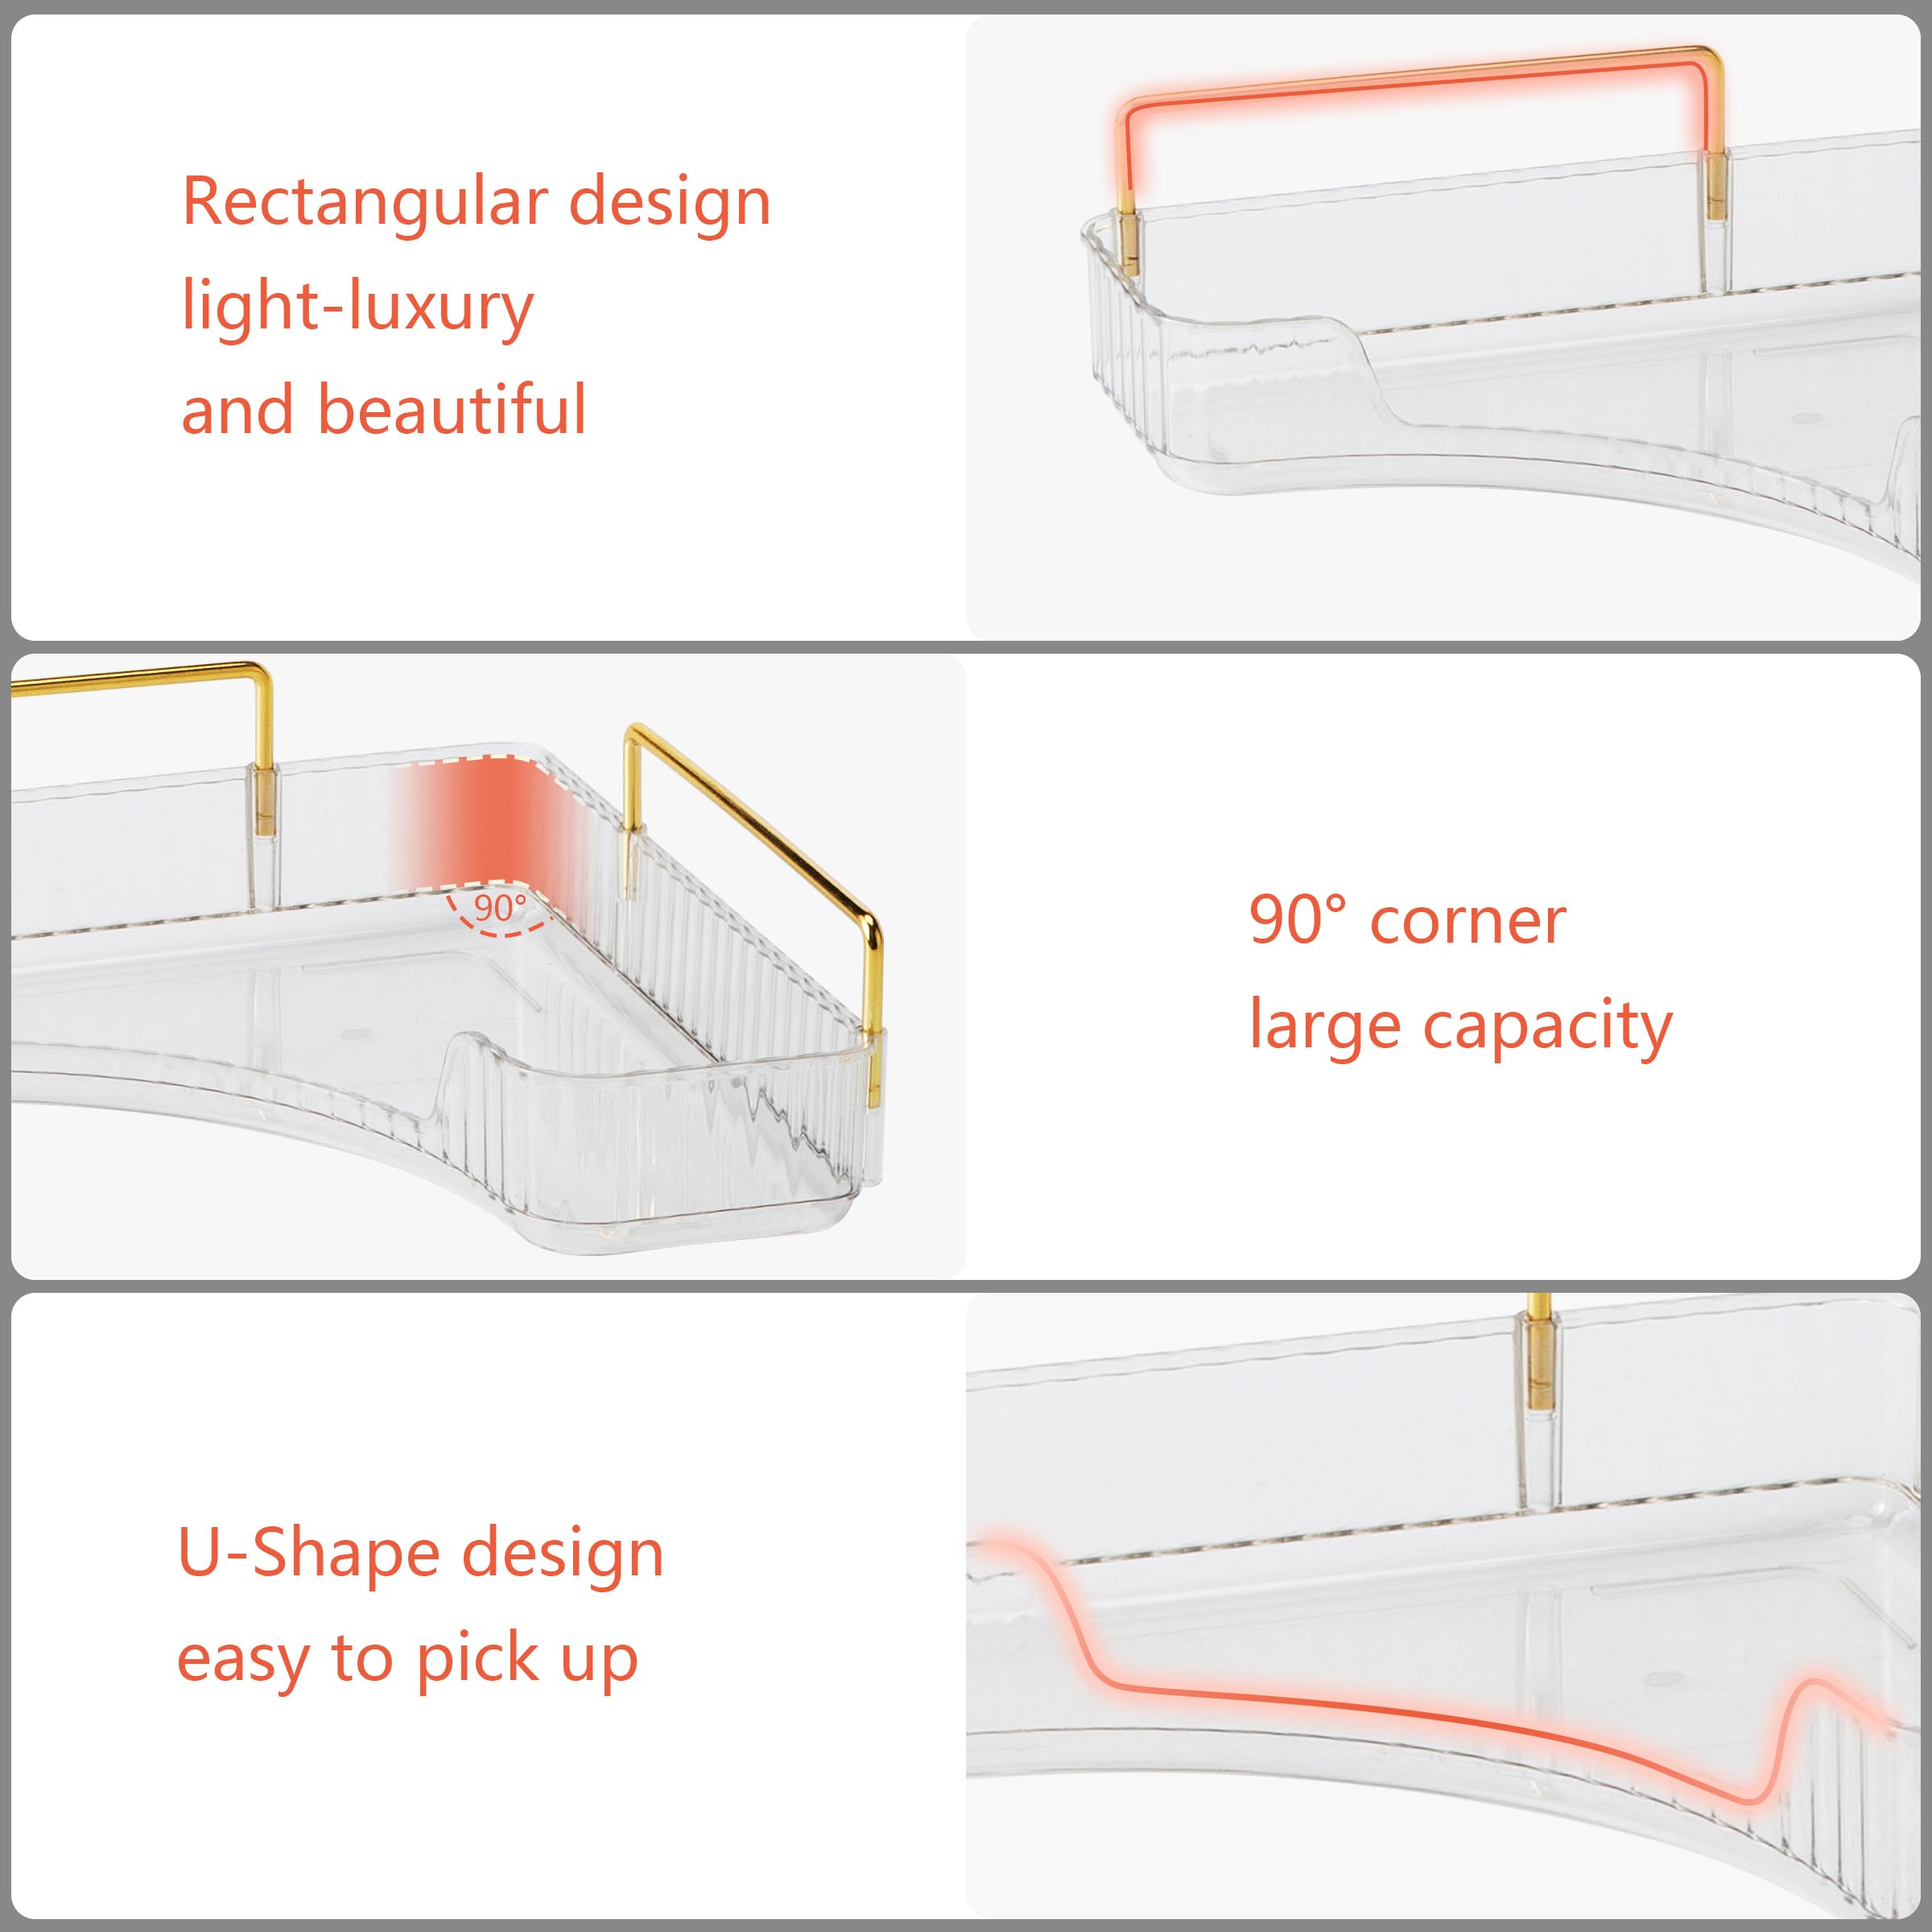 Rectangular design
light-luxury
and beautiful
90°
90° corner
large capacity
U-Shape design
easy to pick up